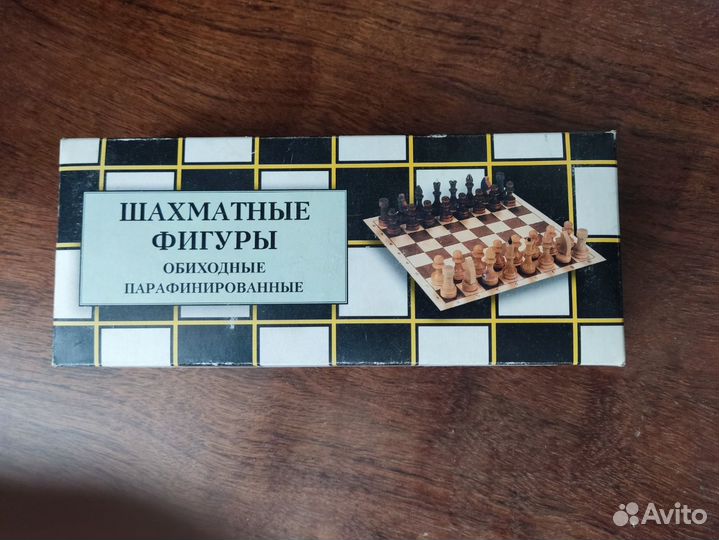 ШАХМАТНЫЕ
ФИГУРЫ
ОБИХОДНЫЕ
ПАРАФИНИРОВАННЫЕ
Avito